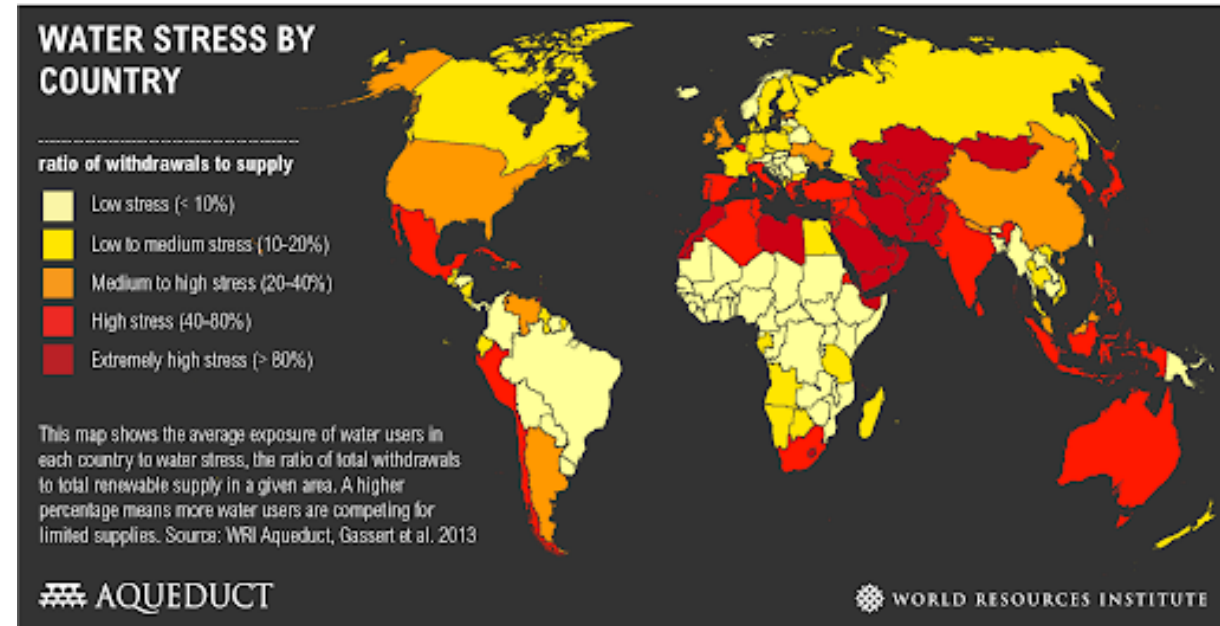 WATER STRESS BY
COUNTRY
ratio of withdrawals to supply
Low stress (< 10%)
Low to medium stress (10-20%)
Medium to high stress (20-40%)
High stress (40-80%)
Extremely high stress (> 80%)
This map shows the average exposure of water users in
each country to water stress, the ratio of total withdrawals
to total renewable supply in a given area. A higher
percentage means more water users are competing for
limited supplies. Source: WRI Aqueduct, Gassert et al. 2013
AQUEDUCT
WORLD RESOURCES INSTITUTE